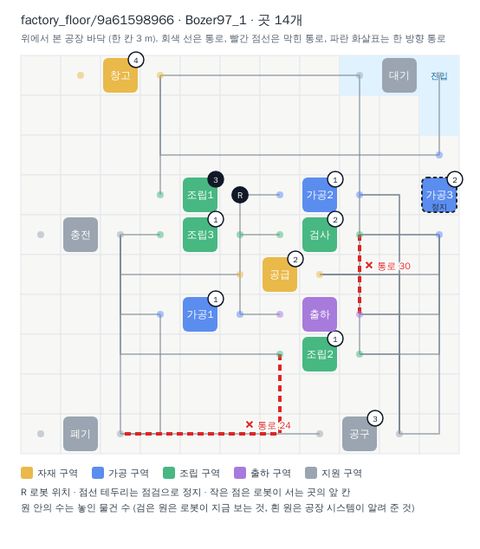 factory_floor/9a61598966 · Bozer97_1 · 곳 14개
위에서 본 공장 바닥 (한 칸 3 m). 회색 선은 통로, 빨간 점선은 막힌 통로, 파란 화살표는 한 방향 통로
창고 4
대기
진입
조립1 3
R
가공2 1
가공3 2
정지
충전
조립3 1
검사 2
공급 2
✖ 통로 30
가공1 1
출하
조립2 1
✖ 통로 24
폐기
공구 3
자재 구역
가공 구역
조립 구역
출하 구역
지원 구역
R 로봇 위치 · 점선 테두리는 점검으로 정지 · 작은 점은 로봇이 서는 곳의 앞 칸
원 안의 수는 놓인 물건 수 (검은 원은 로봇이 지금 보는 것, 흰 원은 공장 시스템이 알려 준 것)